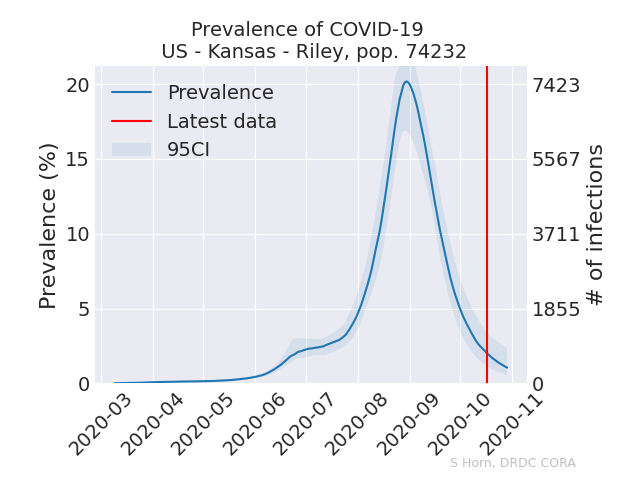 Prevalence of COVID-19
US - Kansas - Riley, pop. 74232
Prevalence
Latest data
95CI
Prevalence (%)
20
15
10
5
0
7423
5567
3711
1855
0
# of infections
2020-03
2020-04
2020-05
2020-06
2020-07
2020-08
2020-09
2020-10
2020-11
S Horn, DRDC CORA